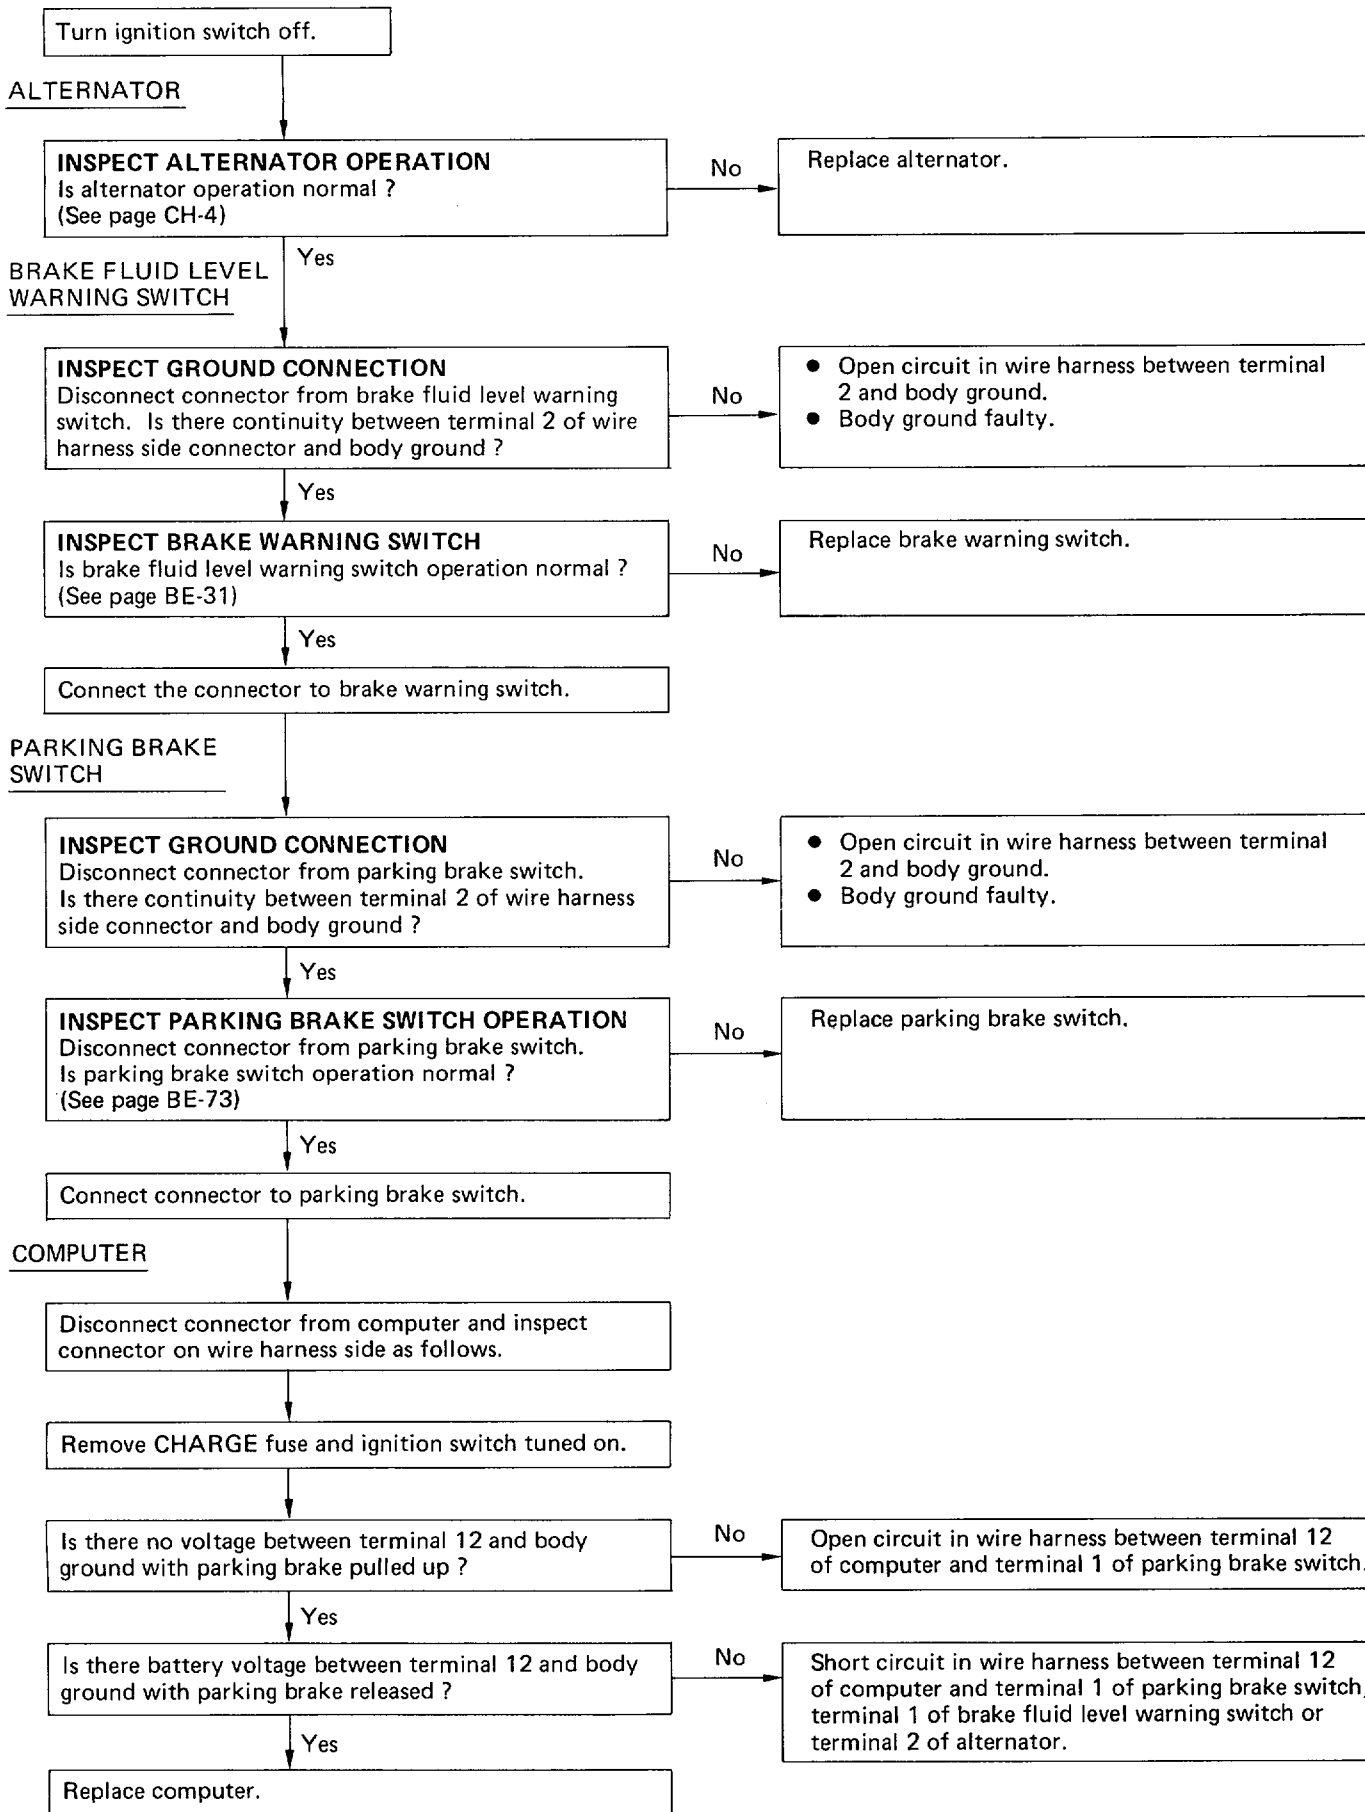 Turn ignition switch off.
ALTERNATOR
INSPECT ALTERNATOR OPERATION
Is alternator operation normal ?
(See page CH-4)
No
Replace alternator.
Yes
BRAKE FLUID LEVEL
WARNING SWITCH
INSPECT GROUND CONNECTION
Disconnect connector from brake fluid level warning
switch. Is there continuity between terminal 2 of wire
harness side connector and body ground ?
No
● Open circuit in wire harness between terminal
2 and body ground.
● Body ground faulty.
Yes
INSPECT BRAKE WARNING SWITCH
Is brake fluid level warning switch operation normal ?
(See page BE-31)
No
Replace brake warning switch.
Yes
Connect the connector to brake warning switch.
PARKING BRAKE
SWITCH
INSPECT GROUND CONNECTION
Disconnect connector from parking brake switch.
Is there continuity between terminal 2 of wire harness
side connector and body ground ?
No
● Open circuit in wire harness between terminal
2 and body ground.
● Body ground faulty.
Yes
INSPECT PARKING BRAKE SWITCH OPERATION
Disconnect connector from parking brake switch.
Is parking brake switch operation normal ?
(See page BE-73)
No
Replace parking brake switch.
Yes
Connect connector to parking brake switch.
COMPUTER
Disconnect connector from computer and inspect
connector on wire harness side as follows.
Remove CHARGE fuse and ignition switch tuned on.
Is there no voltage between terminal 12 and body
ground with parking brake pulled up ?
No
Open circuit in wire harness between terminal 12
of computer and terminal 1 of parking brake switch.
Yes
Is there battery voltage between terminal 12 and body
ground with parking brake released ?
No
Short circuit in wire harness between terminal 12
of computer and terminal 1 of parking brake switch,
terminal 1 of brake fluid level warning switch or
terminal 2 of alternator.
Yes
Replace computer.